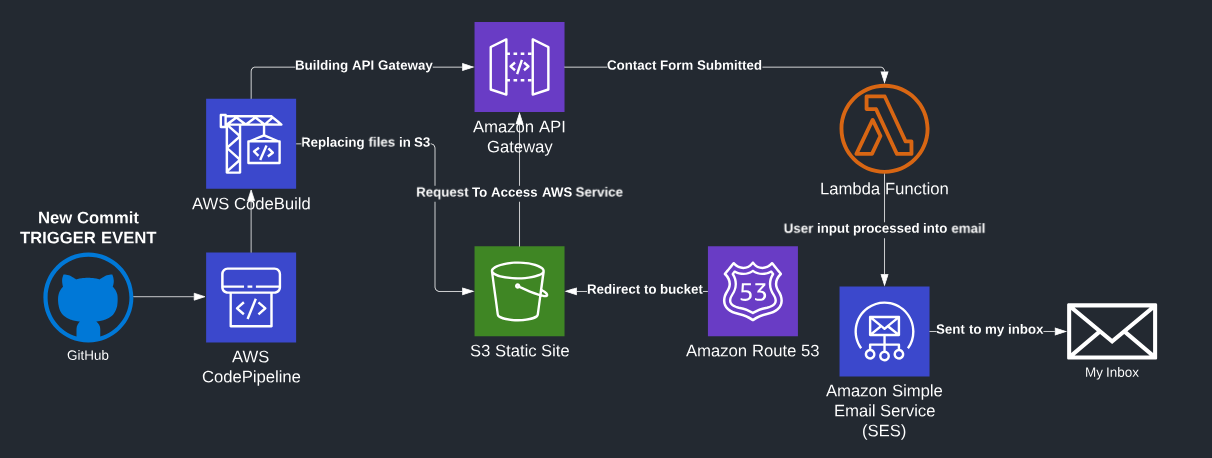 Building API Gateway
Contact Form Submitted
Amazon API
Gateway
Replacing files in S3
Request To Access AWS Service
Lambda Function
AWS CodeBuild
New Commit
TRIGGER EVENT
User input processed into email
53
Redirect to bucket
Sent to my inbox
GitHub
AWS
CodePipeline
S3 Static Site
Amazon Route 53
My Inbox
Amazon Simple
Email Service
(SES)